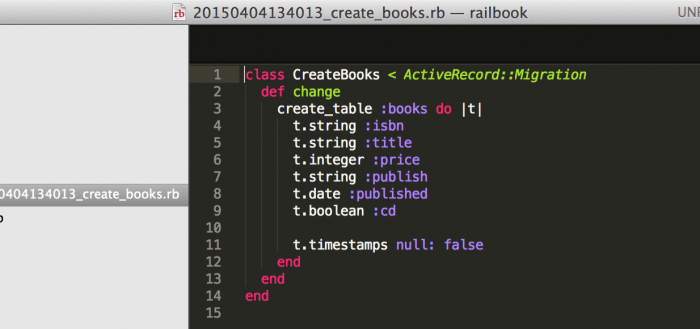 rb 20150404134013_create_books.rb — railbook
1 class CreateBooks < ActiveRecord::Migration
2 def change
3 create_table :books do |t|
4 t.string :isbn
5 t.string :title
6 t.integer :price
7 t.string :publish
0404134013_create_books.rb
8 t.date :published
9 t.boolean :cd
10
11 t.timestamps null: false
12 end
13 end
14 end
15